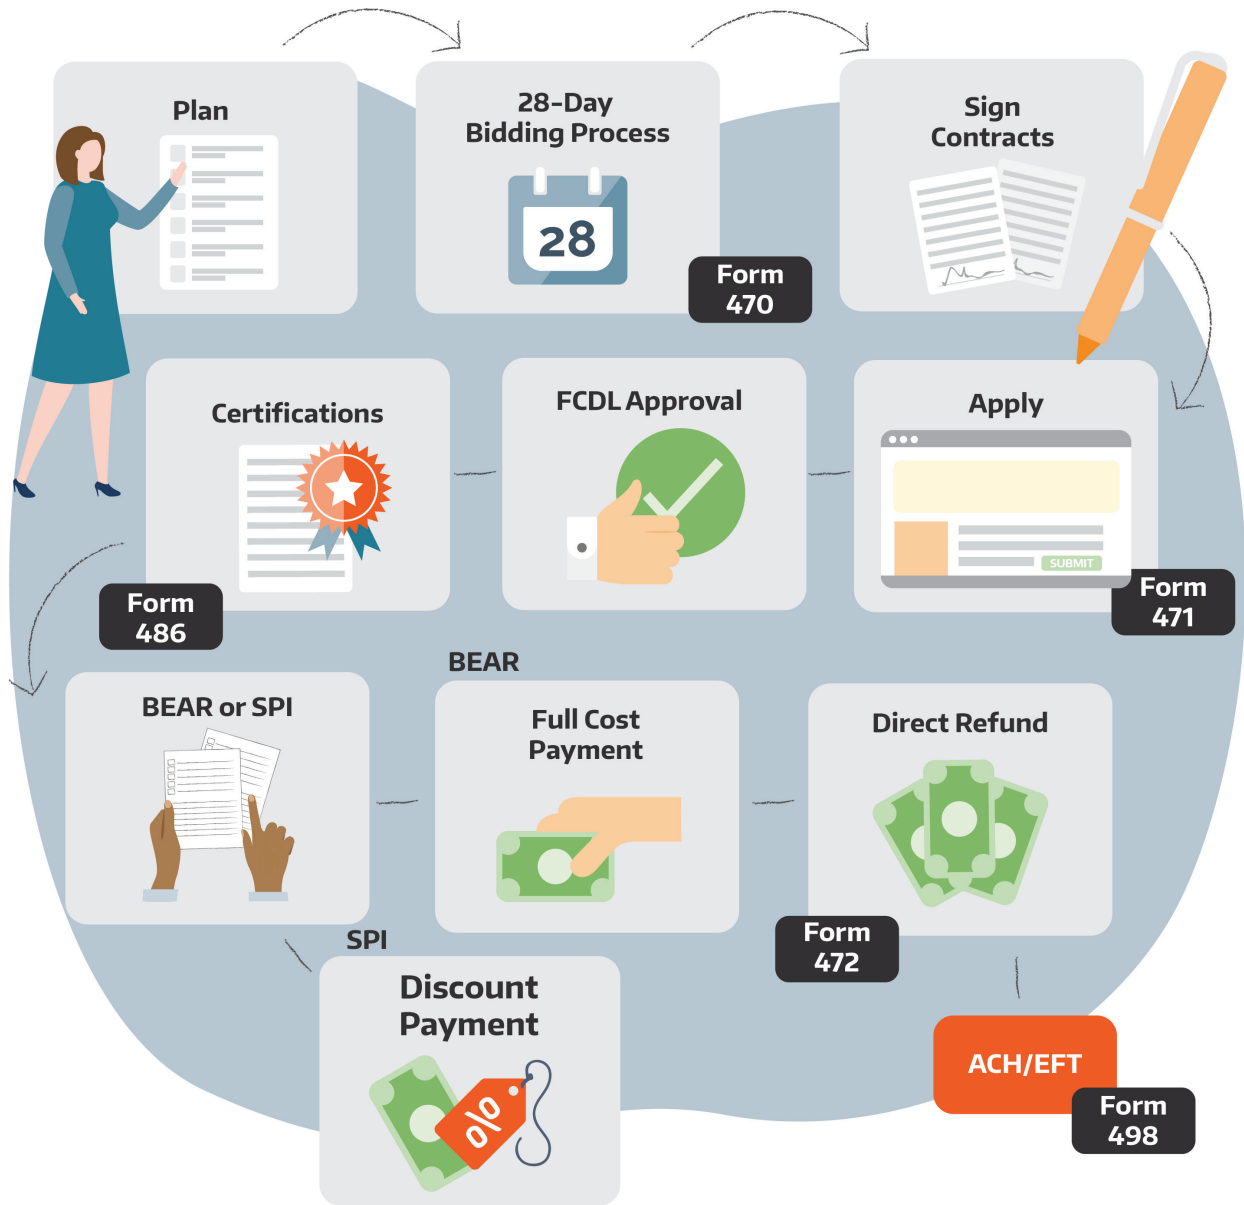 Plan
28-Day
Bidding Process
28
Form
470
Sign
Contracts
Apply
SUBMIT
Form
471
FCDL Approval
Certifications
Form
486
BEAR or SPI
BEAR
Full Cost
Payment
Direct Refund
Form
472
SPI
Discount
Payment
%
ACH/EFT
Form
498